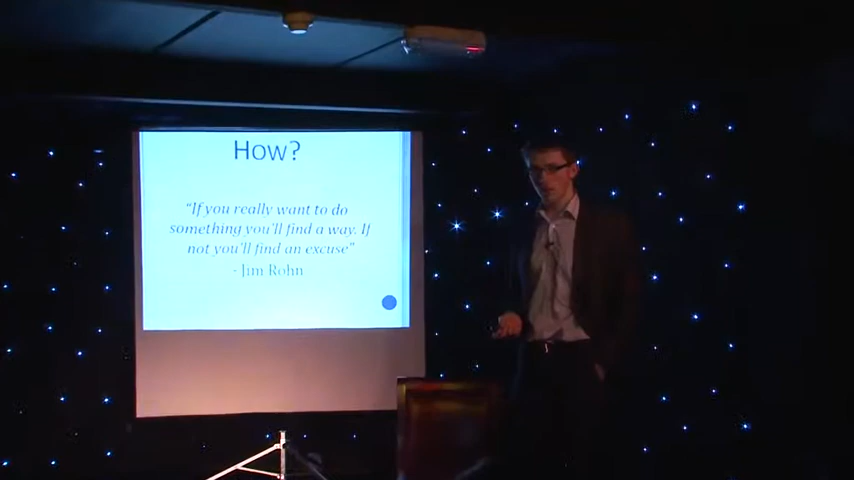 How?
“If you really want to do
something you'll find a way. If
not you'll find an excuse”
- Jim Rohn